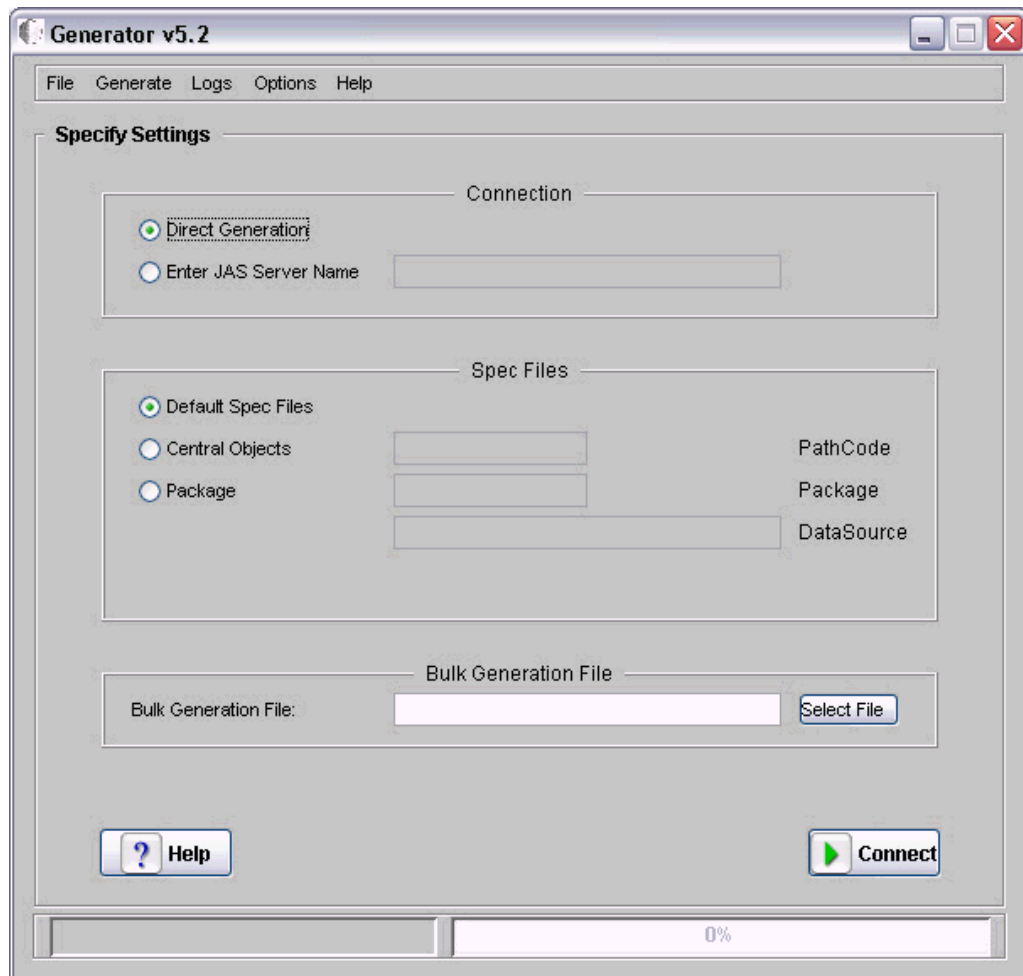 Generator v5.2
File Generate Logs Options Help
Specify Settings
Connection
Direct Generation
Enter JAS Server Name
Spec Files
Default Spec Files
Central Objects PathCode
Package Package
DataSource
Bulk Generation File
Bulk Generation File: Select File
? Help Connect
0%